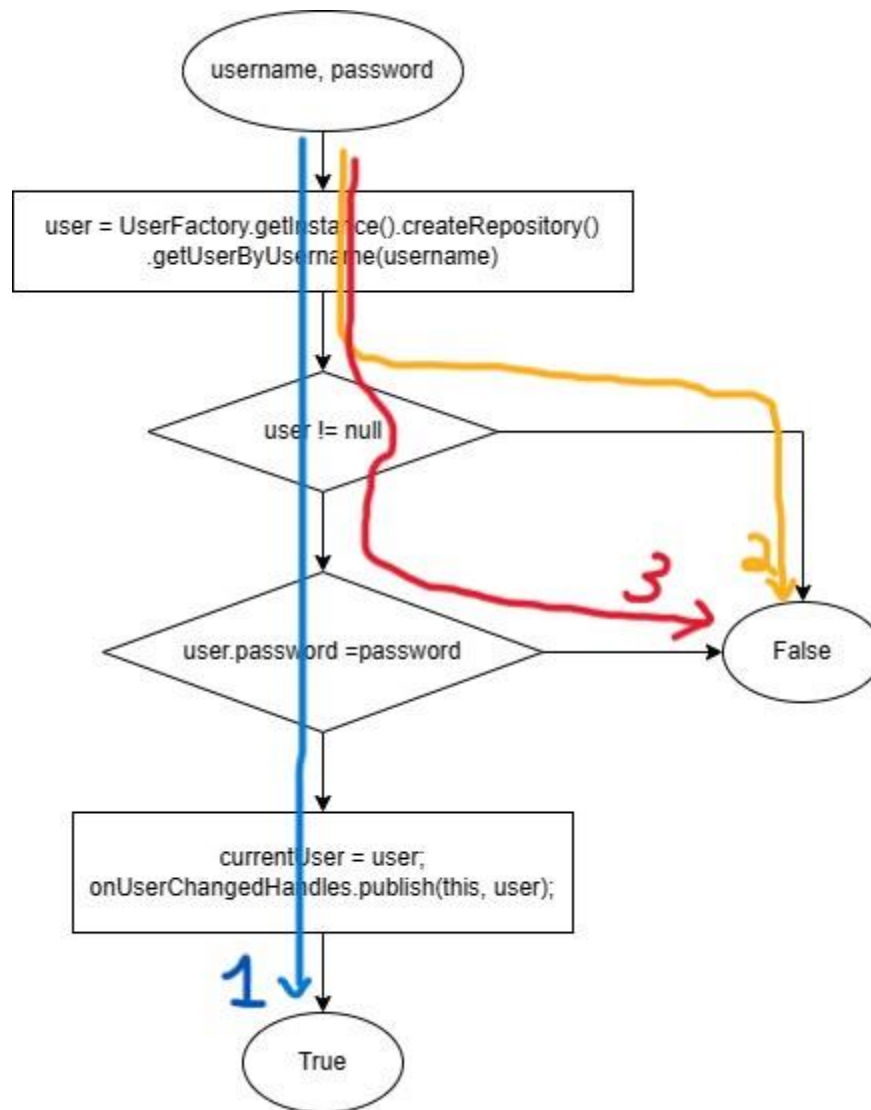 username, password
user = UserFactory.getInstance().createRepository()
.getUserByUsername(username)
user != null
2
3
user.password =password
False
currentUser = user;
onUserChangedHandles.publish(this, user);
1
True